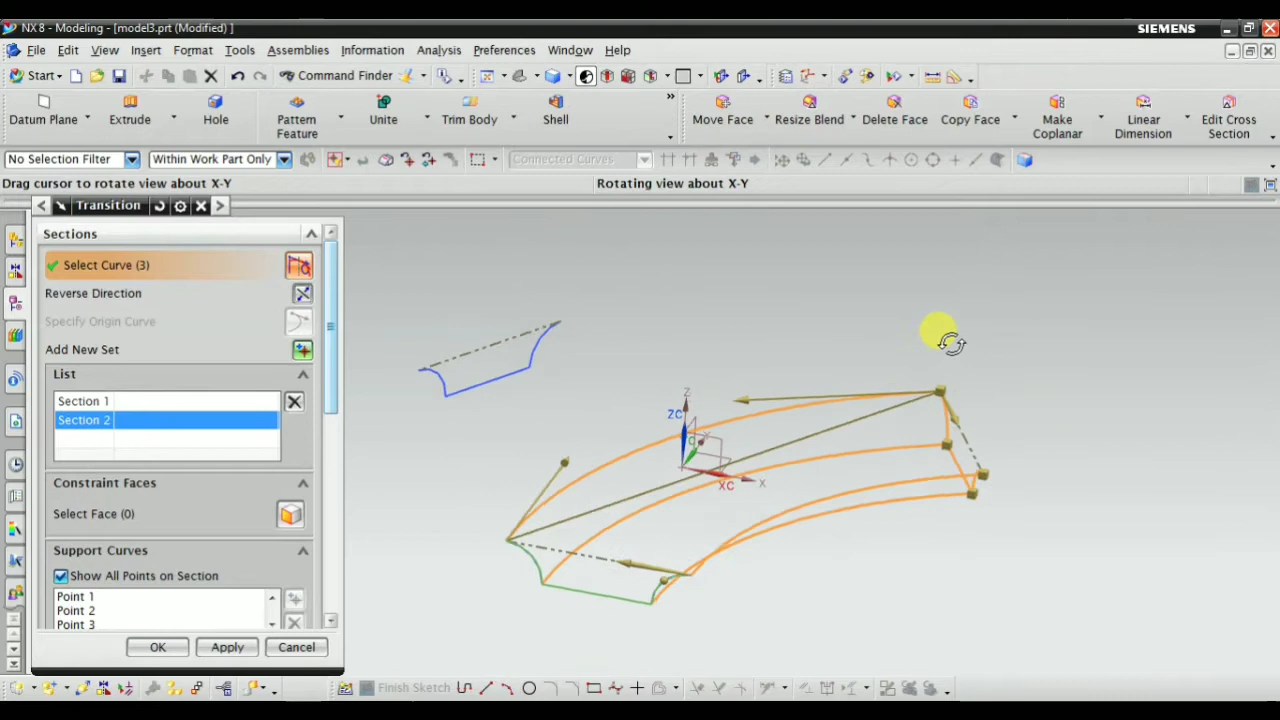 NX 8 - Modeling - [model3.prt (Modified) ]
SIEMENS
File Edit View Insert Format Tools Assemblies Information Analysis Preferences Window Help
Start Command Finder
Datum Plane Extrude Hole Pattern Feature Unite Trim Body Shell Move Face Resize Blend Delete Face Copy Face Make Coplanar Linear Dimension Edit Cross Section
No Selection Filter Within Work Part Only Connected Curves
Drag cursor to rotate view about X-Y Rotating view about X-Y
Transition
Sections
Select Curve (3)
Reverse Direction
Specify Origin Curve
Add New Set
List
Section 1
Section 2
Constraint Faces
Select Face (0)
Support Curves
Show All Points on Section
Point 1
Point 2
Point 3
OK Apply Cancel
Z
ZC
XC
X
Finish Sketch